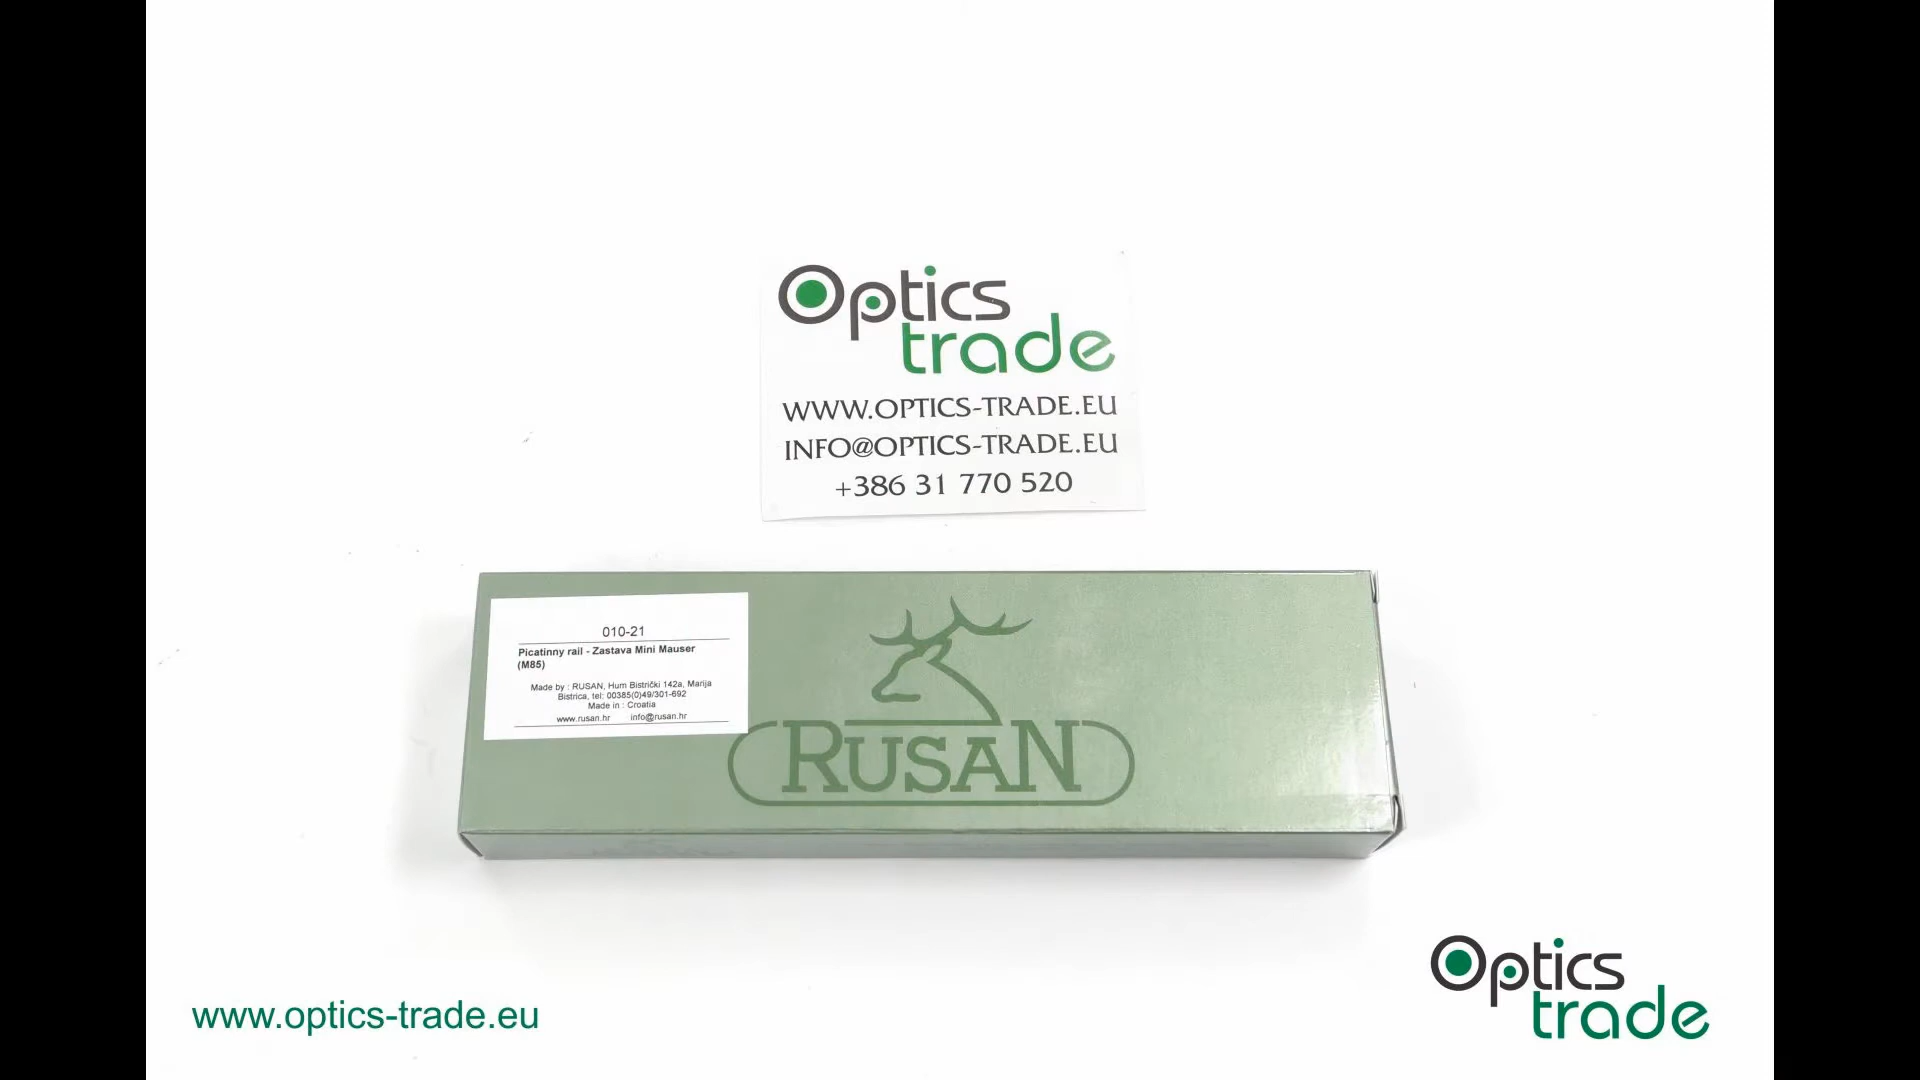 Optics
trade
WWW.OPTICS-TRADE.EU
INFO@OPTICS-TRADE.EU
+386 31 770 520
010-21
Picatinny rail - Zastava Mini Mauser
(M85)
Made by : RUSAN, Hum Bistrički 142a, Marija
Bistrica, tel: 00385(0)49/301-692
Made in : Croatia
www.rusan.hr info@rusan.hr
RUSAN
www.optics-trade.eu
Optics
trade